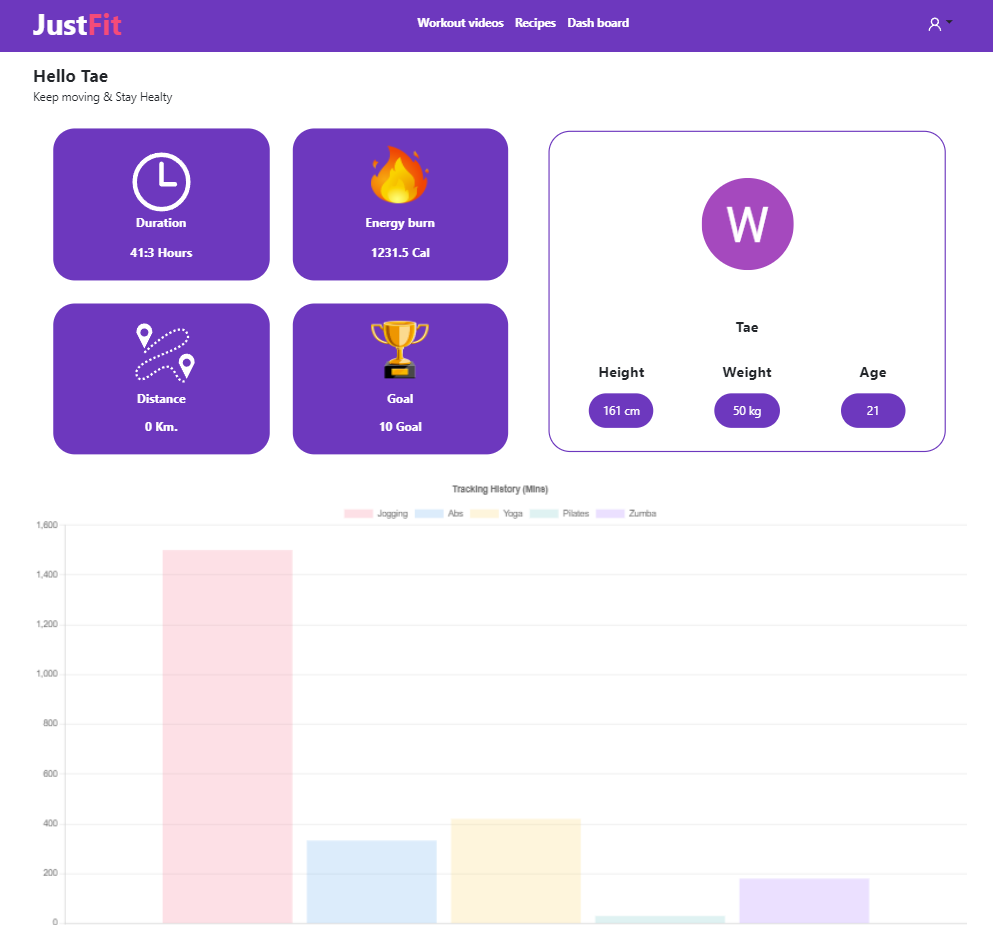 JustFit
Workout videos Recipes Dash board
Hello Tae
Keep moving & Stay Healty
Duration
41:3 Hours
Energy burn
1231.5 Cal
Distance
0 Km.
Goal
10 Goal
W
Tae
Height Weight Age
161 cm 50 kg 21
Tracking History (Mins)
Jogging Abs Yoga Pilates Zumba
1,600
1,400
1,200
1,000
800
600
400
200
0